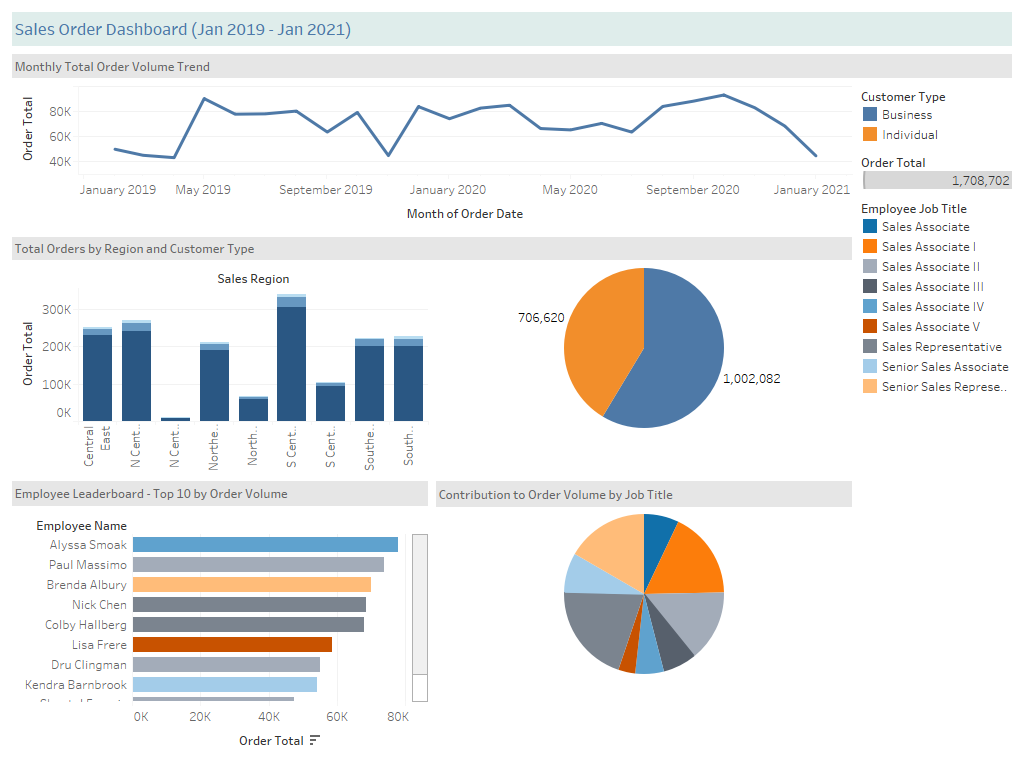 Sales Order Dashboard (Jan 2019 - Jan 2021)
Monthly Total Order Volume Trend
Order Total
80K
60K
40K
January 2019 May 2019 September 2019 January 2020 May 2020 September 2020 January 2021
Month of Order Date
Customer Type
Business
Individual
Order Total
1,708,702
Employee Job Title
Sales Associate
Sales Associate I
Sales Associate II
Sales Associate III
Sales Associate IV
Sales Associate V
Sales Representative
Senior Sales Associate
Senior Sales Represe..
Total Orders by Region and Customer Type
Sales Region
Order Total
300K
200K
100K
0K
Central East
N Cent..
N Cent..
Northe..
North..
S Cent..
S Cent..
Southe..
South..
706,620
1,002,082
Employee Leaderboard - Top 10 by Order Volume
Employee Name
Alyssa Smoak
Paul Massimo
Brenda Albury
Nick Chen
Colby Hallberg
Lisa Frere
Dru Clingman
Kendra Barnbrook
0K 20K 40K 60K 80K
Order Total
Contribution to Order Volume by Job Title